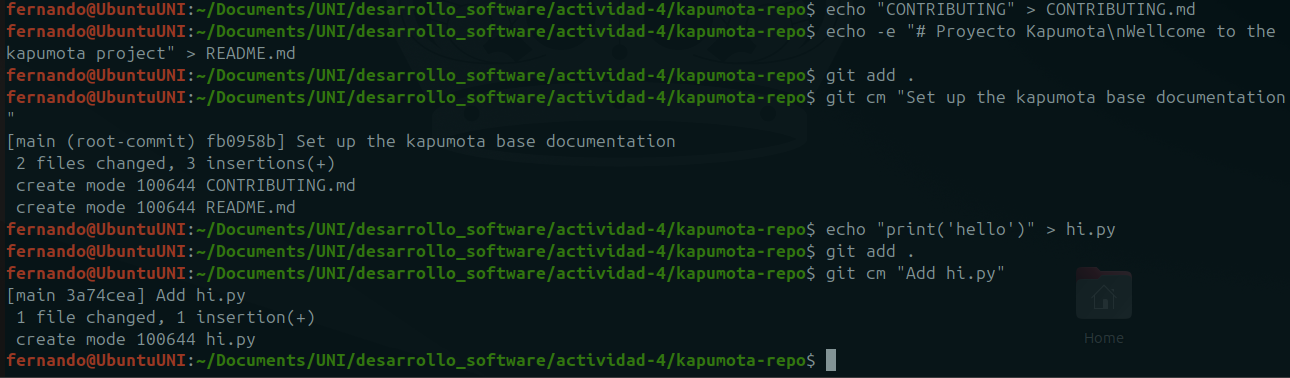 fernando@UbuntuUNI:~/Documents/UNI/desarrollo_software/actividad-4/kapumota-repo$ echo "CONTRIBUTING" > CONTRIBUTING.md
fernando@UbuntuUNI:~/Documents/UNI/desarrollo_software/actividad-4/kapumota-repo$ echo -e "# Proyecto Kapumota\nWellcome to the
kapumota project" > README.md
fernando@UbuntuUNI:~/Documents/UNI/desarrollo_software/actividad-4/kapumota-repo$ git add .
fernando@UbuntuUNI:~/Documents/UNI/desarrollo_software/actividad-4/kapumota-repo$ git cm "Set up the kapumota base documentation
"
[main (root-commit) fb0958b] Set up the kapumota base documentation
 2 files changed, 3 insertions(+)
 create mode 100644 CONTRIBUTING.md
 create mode 100644 README.md
fernando@UbuntuUNI:~/Documents/UNI/desarrollo_software/actividad-4/kapumota-repo$ echo "print('hello')" > hi.py
fernando@UbuntuUNI:~/Documents/UNI/desarrollo_software/actividad-4/kapumota-repo$ git add .
fernando@UbuntuUNI:~/Documents/UNI/desarrollo_software/actividad-4/kapumota-repo$ git cm "Add hi.py"
[main 3a74cea] Add hi.py
 1 file changed, 1 insertion(+)
 create mode 100644 hi.py
Home
fernando@UbuntuUNI:~/Documents/UNI/desarrollo_software/actividad-4/kapumota-repo$